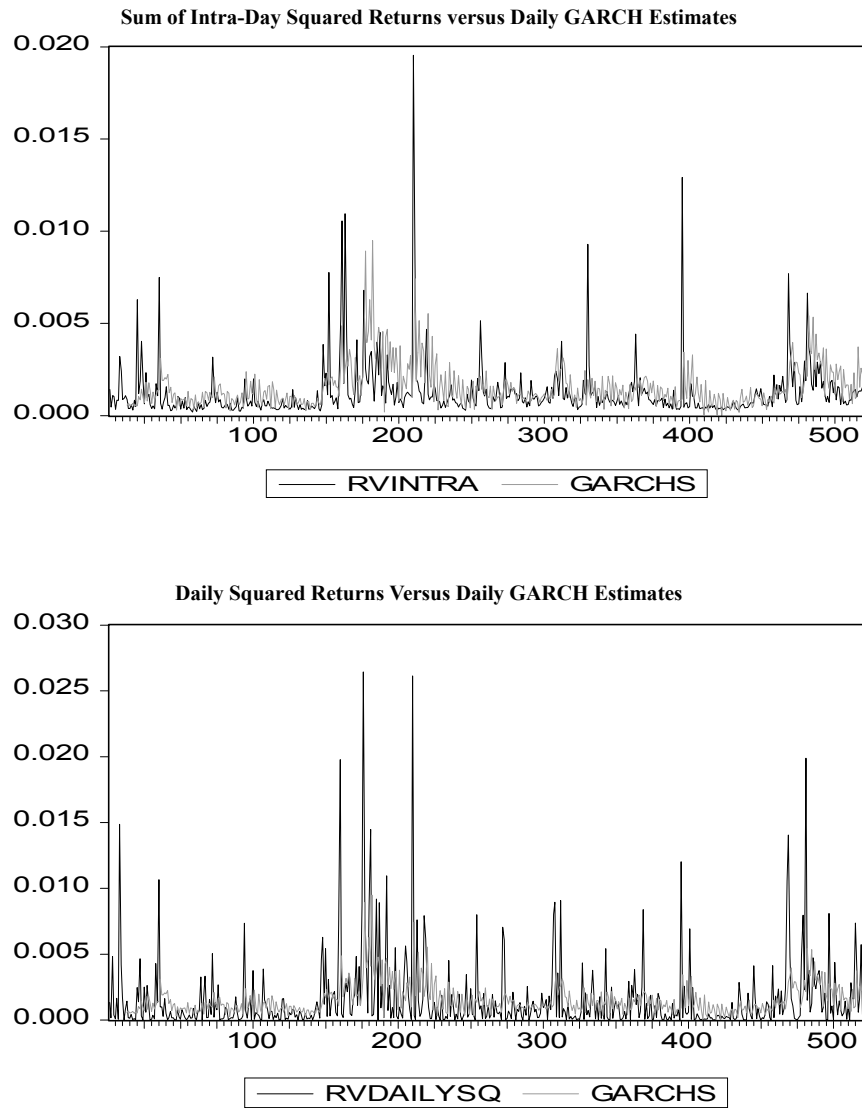 Sum of Intra-Day Squared Returns versus Daily GARCH Estimates
0.020
0.015
0.010
0.005
0.000
100 200 300 400 500
RVINTRA GARCHS
Daily Squared Returns Versus Daily GARCH Estimates
0.030
0.025
0.020
0.015
0.010
0.005
0.000
100 200 300 400 500
RVDAILYSQ GARCHS